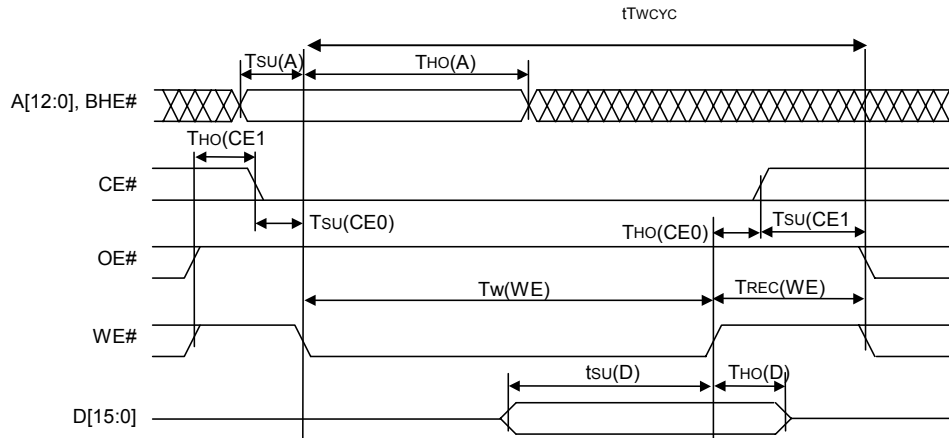 tTWCYC
TSU(A)
THO(A)
A[12:0], BHE#
THO(CE1
CE#
TSU(CE0)
THO(CE0)
TSU(CE1
OE#
TW(WE)
TREC(WE)
WE#
tSU(D)
THO(D)
D[15:0]